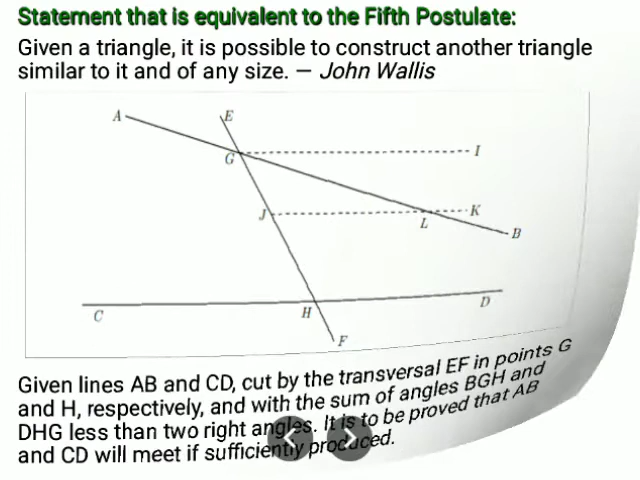 Statement that is equivalent to the Fifth Postulate:
Given a triangle, it is possible to construct another triangle
similar to it and of any size. — John Wallis
A
E
G
I
J
K
L
B
C
H
D
F
Given lines AB and CD, cut by the transversal EF in points G
and H, respectively, and with the sum of angles BGH and
DHG less than two right angles. It is to be proved that AB
and CD will meet if sufficiently produced.